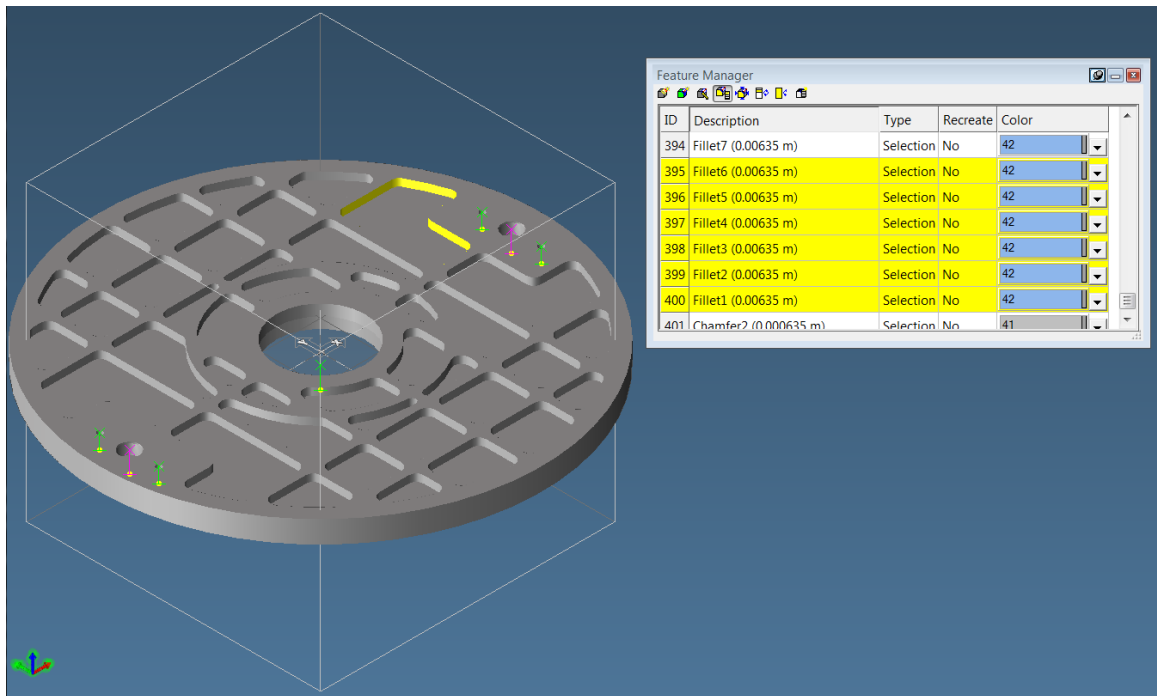 Feature Manager
ID Description Type Recreate Color
394 Fillet7 (0.00635 m) Selection No 42
395 Fillet6 (0.00635 m) Selection No 42
396 Fillet5 (0.00635 m) Selection No 42
397 Fillet4 (0.00635 m) Selection No 42
398 Fillet3 (0.00635 m) Selection No 42
399 Fillet2 (0.00635 m) Selection No 42
400 Fillet1 (0.00635 m) Selection No 42
401 Chamfer2 (0.000635 m) Selection No 41